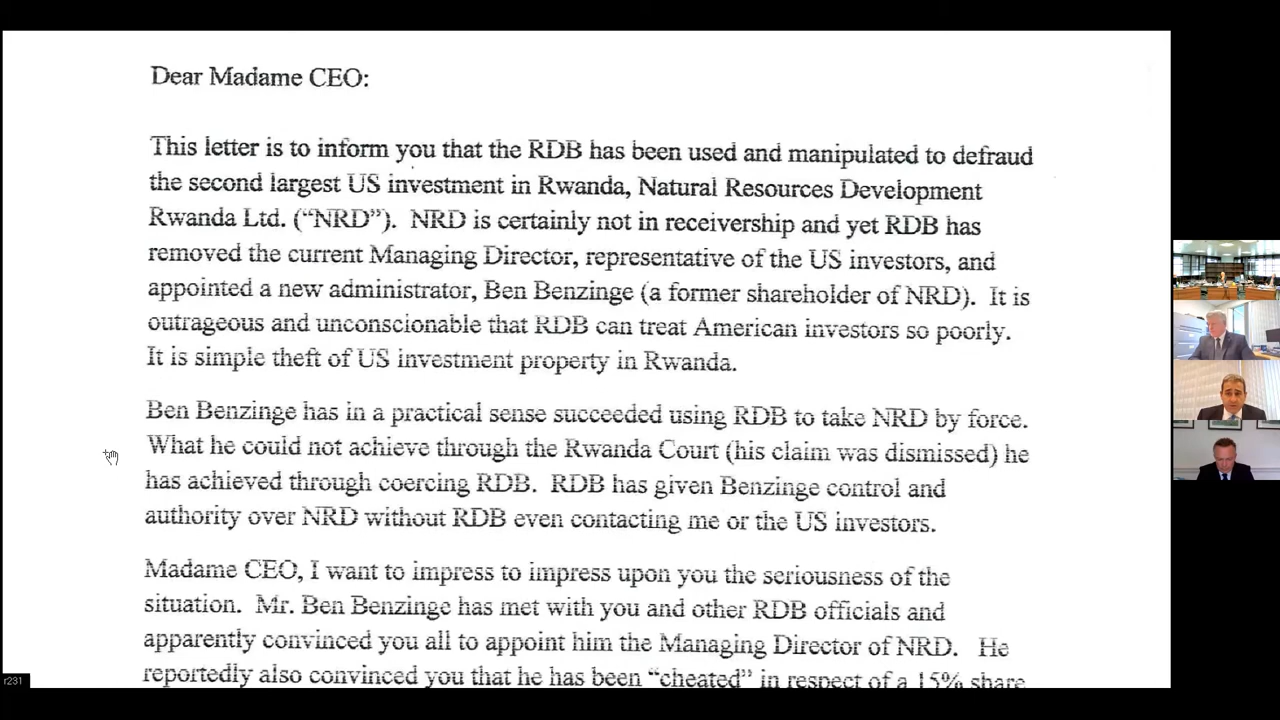 Dear Madame CEO:
This letter is to inform you that the RDB has been used and manipulated to defraud
the second largest US investment in Rwanda, Natural Resources Development
Rwanda Ltd. ("NRD"). NRD is certainly not in receivership and yet RDB has
removed the current Managing Director, representative of the US investors, and
appointed a new administrator, Ben Benzinge (a former shareholder of NRD). It is
outrageous and unconscionable that RDB can treat American investors so poorly.
It is simple theft of US investment property in Rwanda.
Ben Benzinge has in a practical sense succeeded using RDB to take NRD by force.
What he could not achieve through the Rwanda Court (his claim was dismissed) he
has achieved through coercing RDB. RDB has given Benzinge control and
authority over NRD without RDB even contacting me or the US investors.
Madame CEO, I want to impress to impress upon you the seriousness of the
situation. Mr. Ben Benzinge has met with you and other RDB officials and
apparently convinced you all to appoint him the Managing Director of NRD. He
reportedly also convinced you that he has been "cheated" in respect of a 15% share
r231